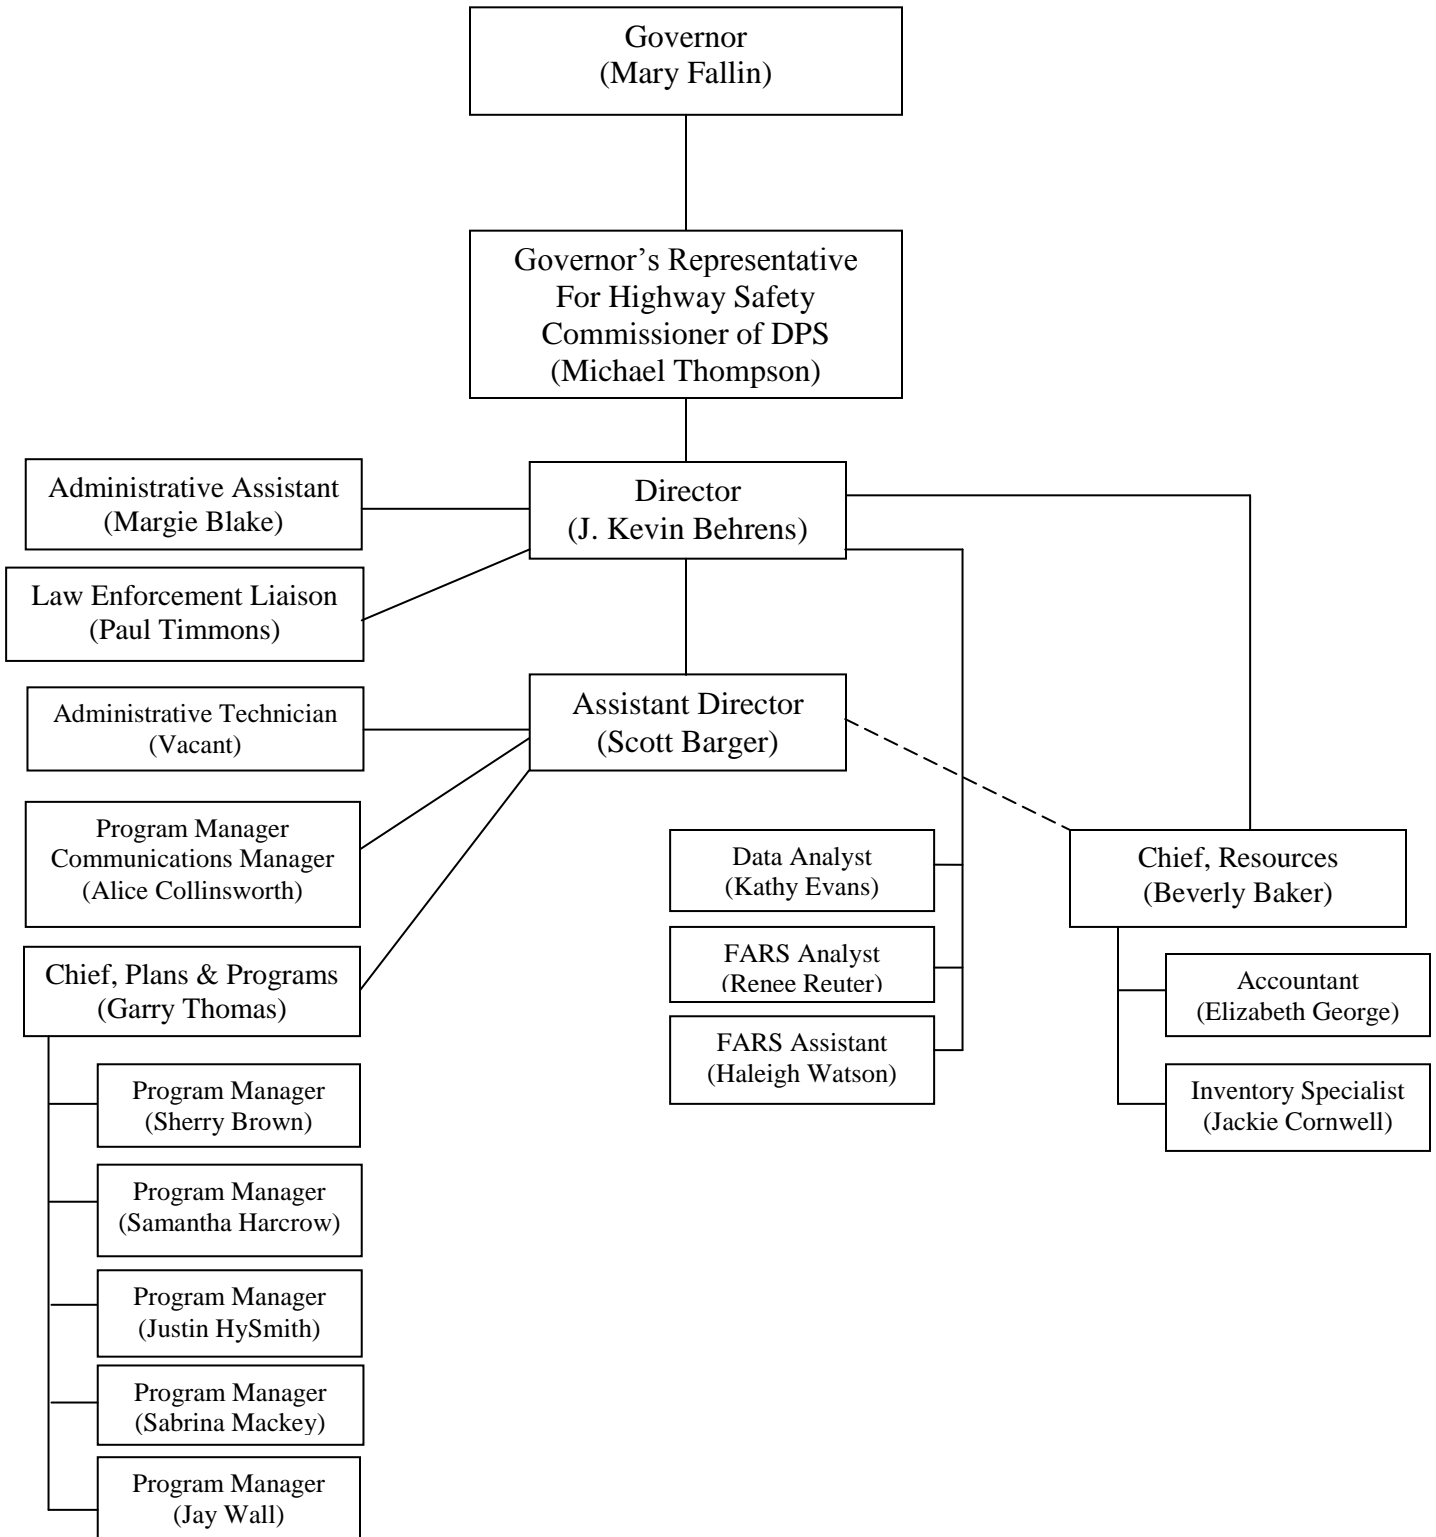 Governor
(Mary Fallin)
Governor’s Representative
For Highway Safety
Commissioner of DPS
(Michael Thompson)
Administrative Assistant
(Margie Blake)
Director
(J. Kevin Behrens)
Law Enforcement Liaison
(Paul Timmons)
Administrative Technician
(Vacant)
Assistant Director
(Scott Barger)
Program Manager
Communications Manager
(Alice Collinsworth)
Data Analyst
(Kathy Evans)
Chief, Resources
(Beverly Baker)
Chief, Plans & Programs
(Garry Thomas)
FARS Analyst
(Renee Reuter)
Accountant
(Elizabeth George)
FARS Assistant
(Haleigh Watson)
Inventory Specialist
(Jackie Cornwell)
Program Manager
(Sherry Brown)
Program Manager
(Samantha Harcrow)
Program Manager
(Justin HySmith)
Program Manager
(Sabrina Mackey)
Program Manager
(Jay Wall)